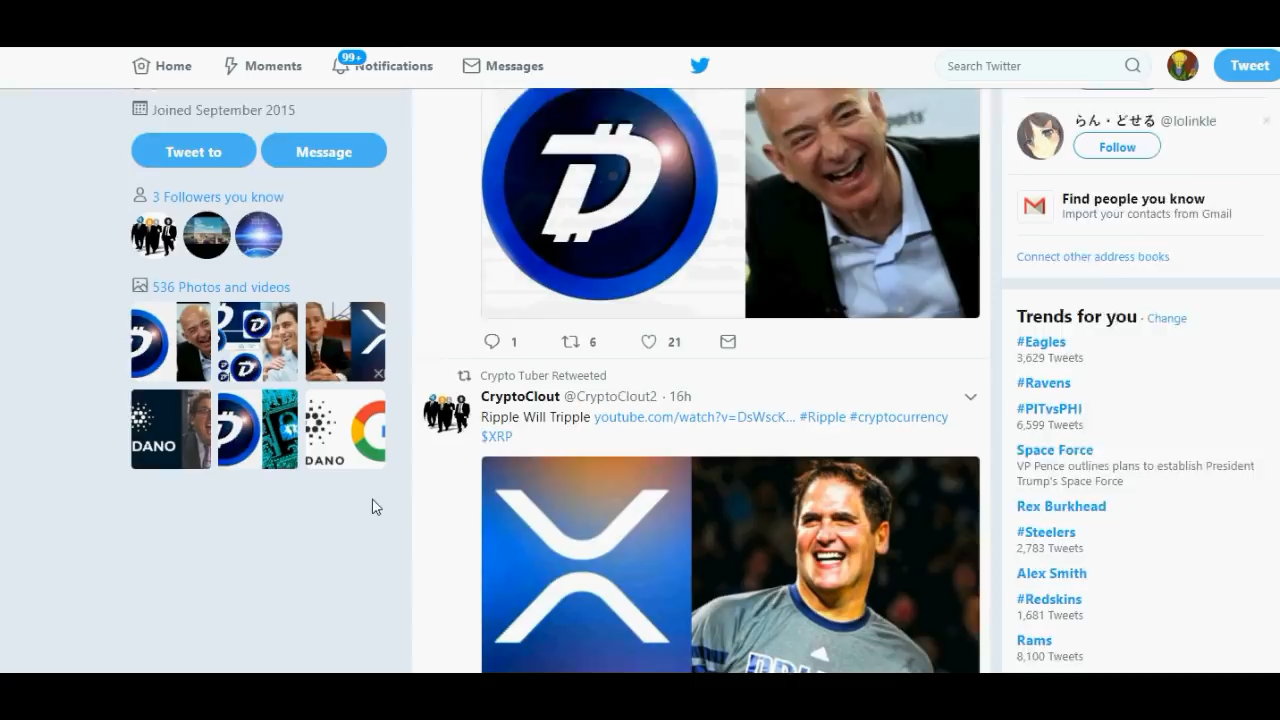 Home
Moments
99+
Notifications
Messages
Search Twitter
Tweet
Joined September 2015
Tweet to
Message
3 Followers you know
536 Photos and videos
DANO
DANO
1
6
21
Crypto Tuber Retweeted
CryptoClout @CryptoClout2 · 16h
Ripple Will Tripple youtube.com/watch?v=DsWscK... #Ripple #cryptocurrency
$XRP
らん・どせる @lolinkle
Follow
Find people you know
Import your contacts from Gmail
Connect other address books
Trends for you · Change
#Eagles
3,629 Tweets
#Ravens
#PITvsPHI
6,599 Tweets
Space Force
VP Pence outlines plans to establish President
Trump's Space Force
Rex Burkhead
#Steelers
2,783 Tweets
Alex Smith
#Redskins
1,681 Tweets
Rams
8,100 Tweets